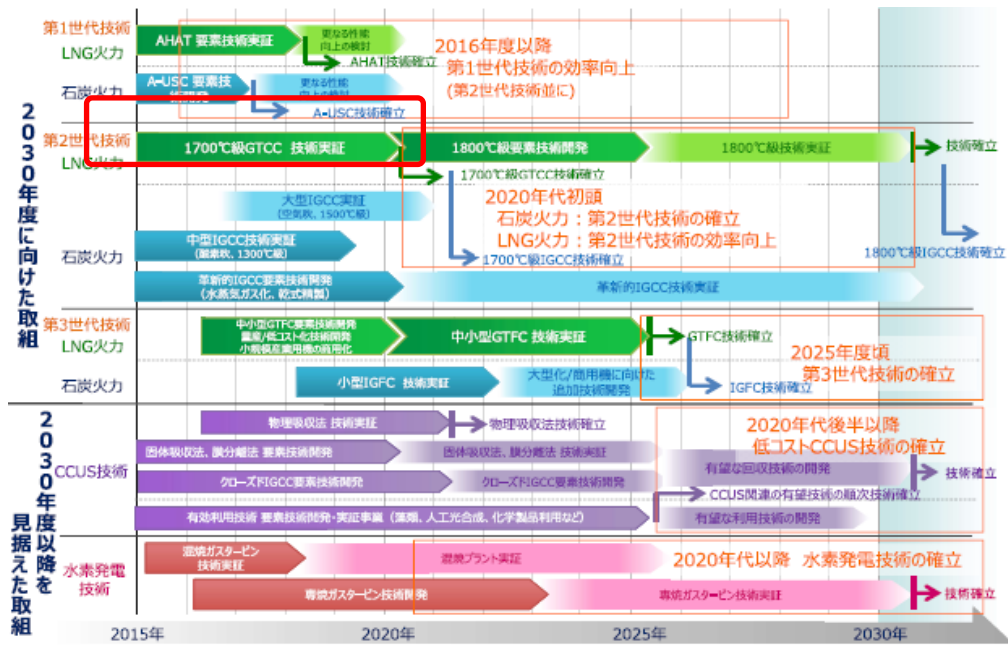 2030年度に向けた取組
第1世代技術
LNG火力
AHAT 要素技術実証
更なる性能
向上の検討
AHAT技術確立
2016年度以降
第1世代技術の効率向上
(第2世代技術並に)
石炭火力
A-USC 要素技
更なる性能
向上の検討
A-USC技術確立
第2世代技術
LNG火力
1700℃級GTCC 技術実証
1800℃級要素技術開発
1800℃級技術実証
技術確立
1700℃級GTCC技術確立
2020年代初頭
石炭火力：第2世代技術の確立
LNG火力：第2世代技術の効率向上
石炭火力
大型IGCC実証
(空気吹、1500℃級)
中型IGCC技術実証
(酸素吹、1300℃級)
1700℃級IGCC技術確立
1800℃級IGCC技術確立
革新的IGCC要素技術開発
(水蒸気ガス化、乾式精製)
革新的IGCC技術実証
第3世代技術
LNG火力
中小型GTFC要素技術開発
量産/低コスト化技術開発
小規模産業用機の商用化
中小型GTFC 技術実証
GTFC技術確立
2025年度頃
第3世代技術の確立
石炭火力
小型IGFC 技術実証
大型化/商用機に向けた
追加技術開発
IGFC技術確立
2030年度以降を
見据えた取組
CCUS技術
物理吸収法 技術実証
物理吸収法技術確立
2020年代後半以降
低コストCCUS技術の確立
固体吸収法、膜分離法 要素技術開発
固体吸収法、膜分離法 技術実証
有望な回収技術の開発
技術確立
クローズドIGCC要素技術開発
クローズドIGCC要素技術開発
CCUS関連の有望技術の順次技術確立
有効利用技術 要素技術開発・実証事業（藻類、人工光合成、化学製品利用など）
有望な利用技術の開発
水素発電
技術
混焼ガスタービン
技術実証
混焼プラント実証
2020年代以降 水素発電技術の確立
専焼ガスタービン技術開発
専焼ガスタービン技術実証
技術確立
2015年
2020年
2025年
2030年